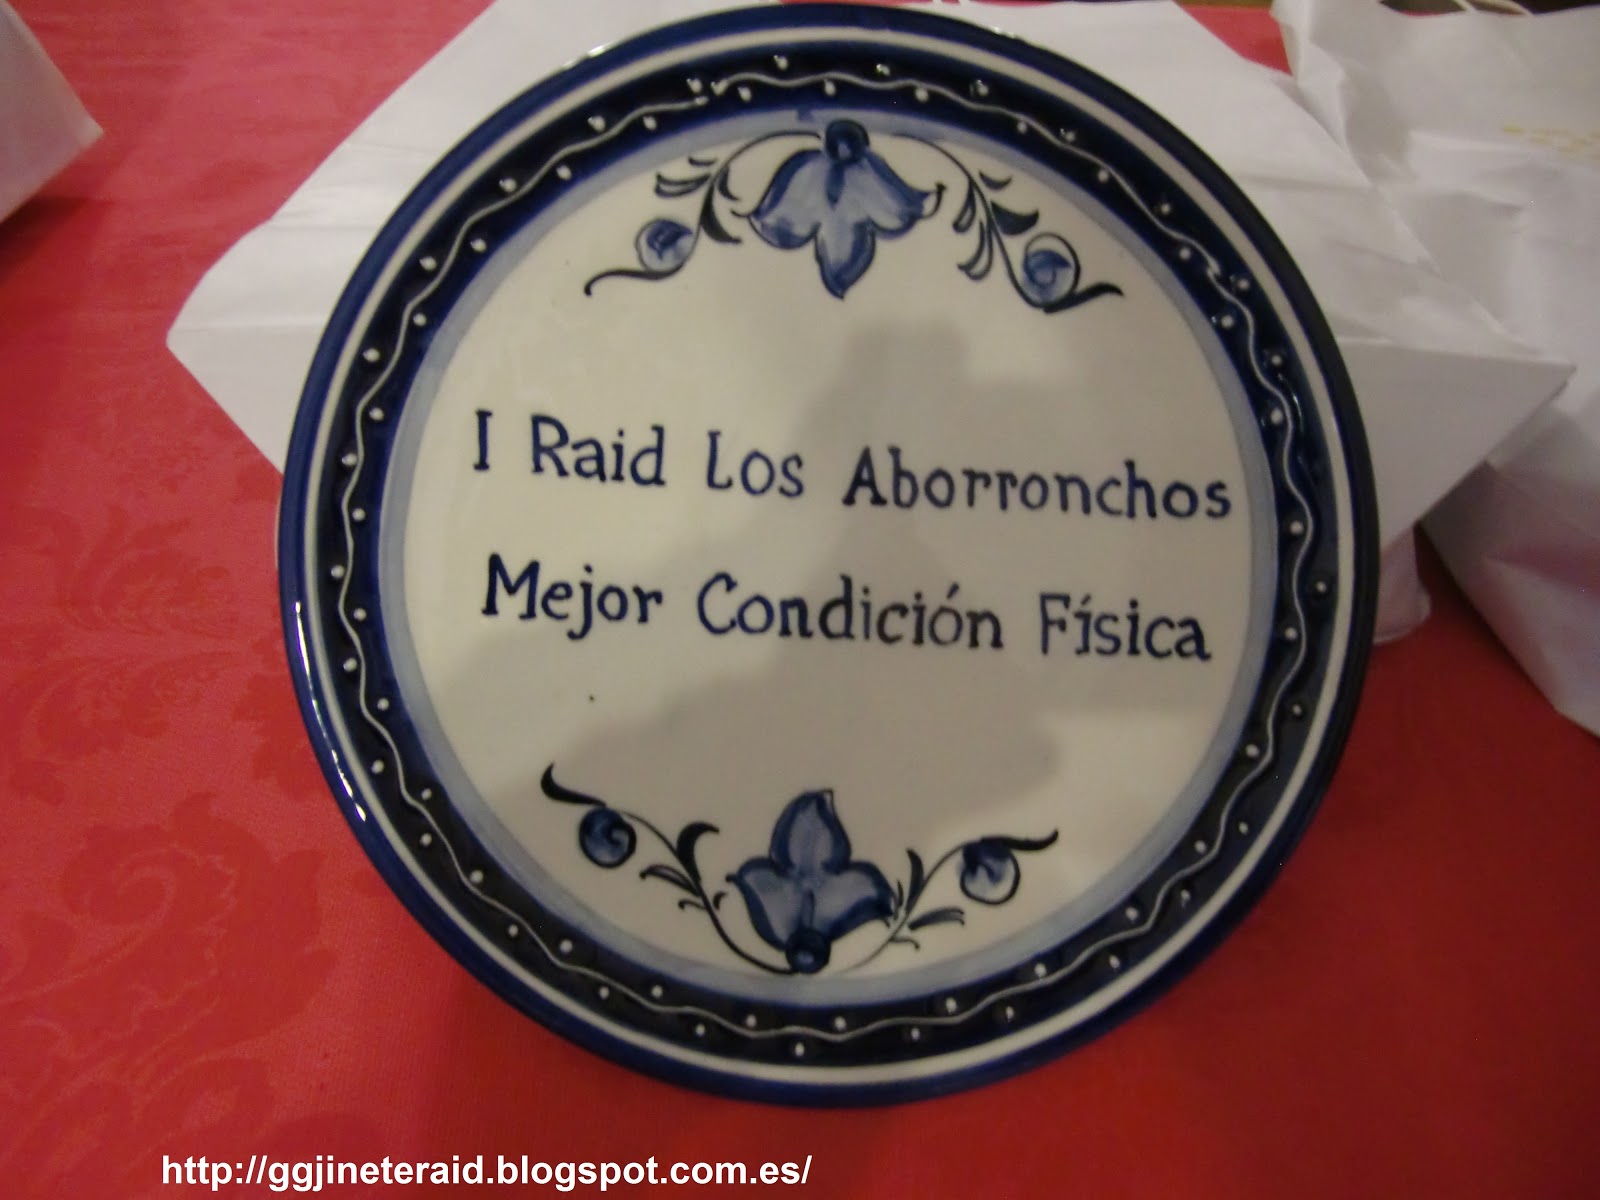 I Raid Los Aborronchos
Mejor Condición Física
http://ggjineteraid.blogspot.com.es/